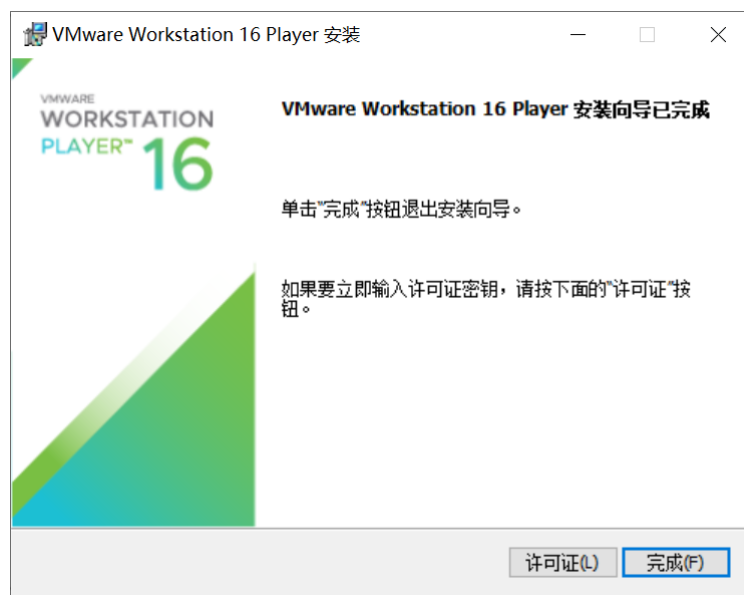 VMware Workstation 16 Player 安装
VMWARE
WORKSTATION
PLAYER™ 16
VMware Workstation 16 Player 安装向导已完成
单击"完成"按钮退出安装向导。
如果要立即输入许可证密钥，请按下面的"许可证"按
钮。
许可证(L)
完成(F)